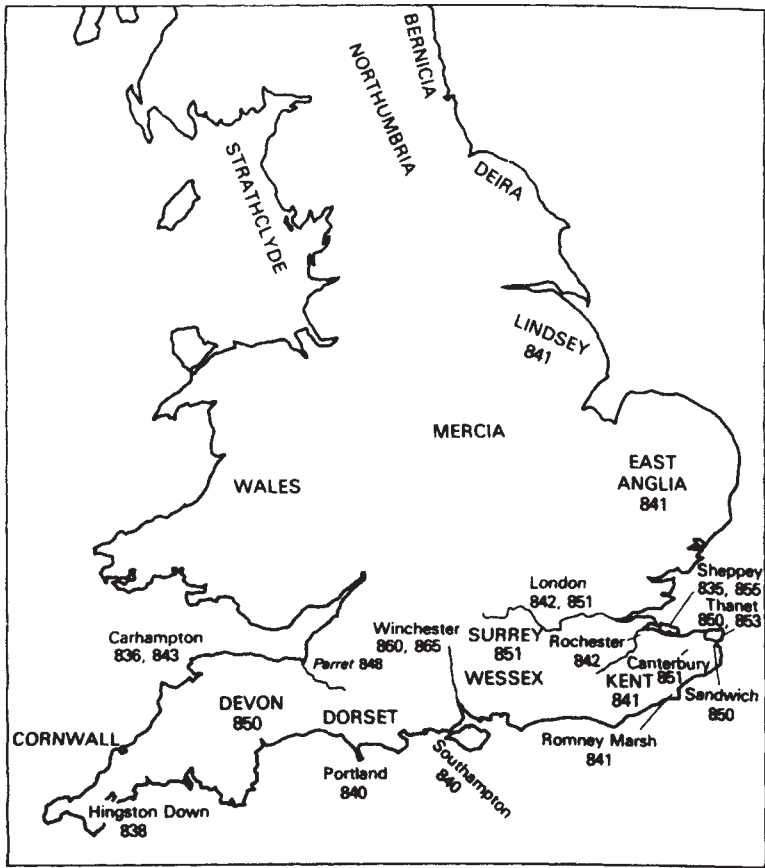 BERNICIA
NORTHUMBRIA
DEIRA
STRATHCLYDE
LINDSEY
841
MERCIA
EAST
ANGLIA
841
WALES
Sheppey
835, 855
Thanet
850, 853
London
842, 851
Carhampton
836, 843
Parret 848
Winchester
860, 865
SURREY
851
Rochester
842
Canterbury
851
WESSEX
KENT
841
Sandwich
850
DEVON
850
DORSET
CORNWALL
Romney Marsh
841
Portland
840
Southampton
840
Hingston Down
838